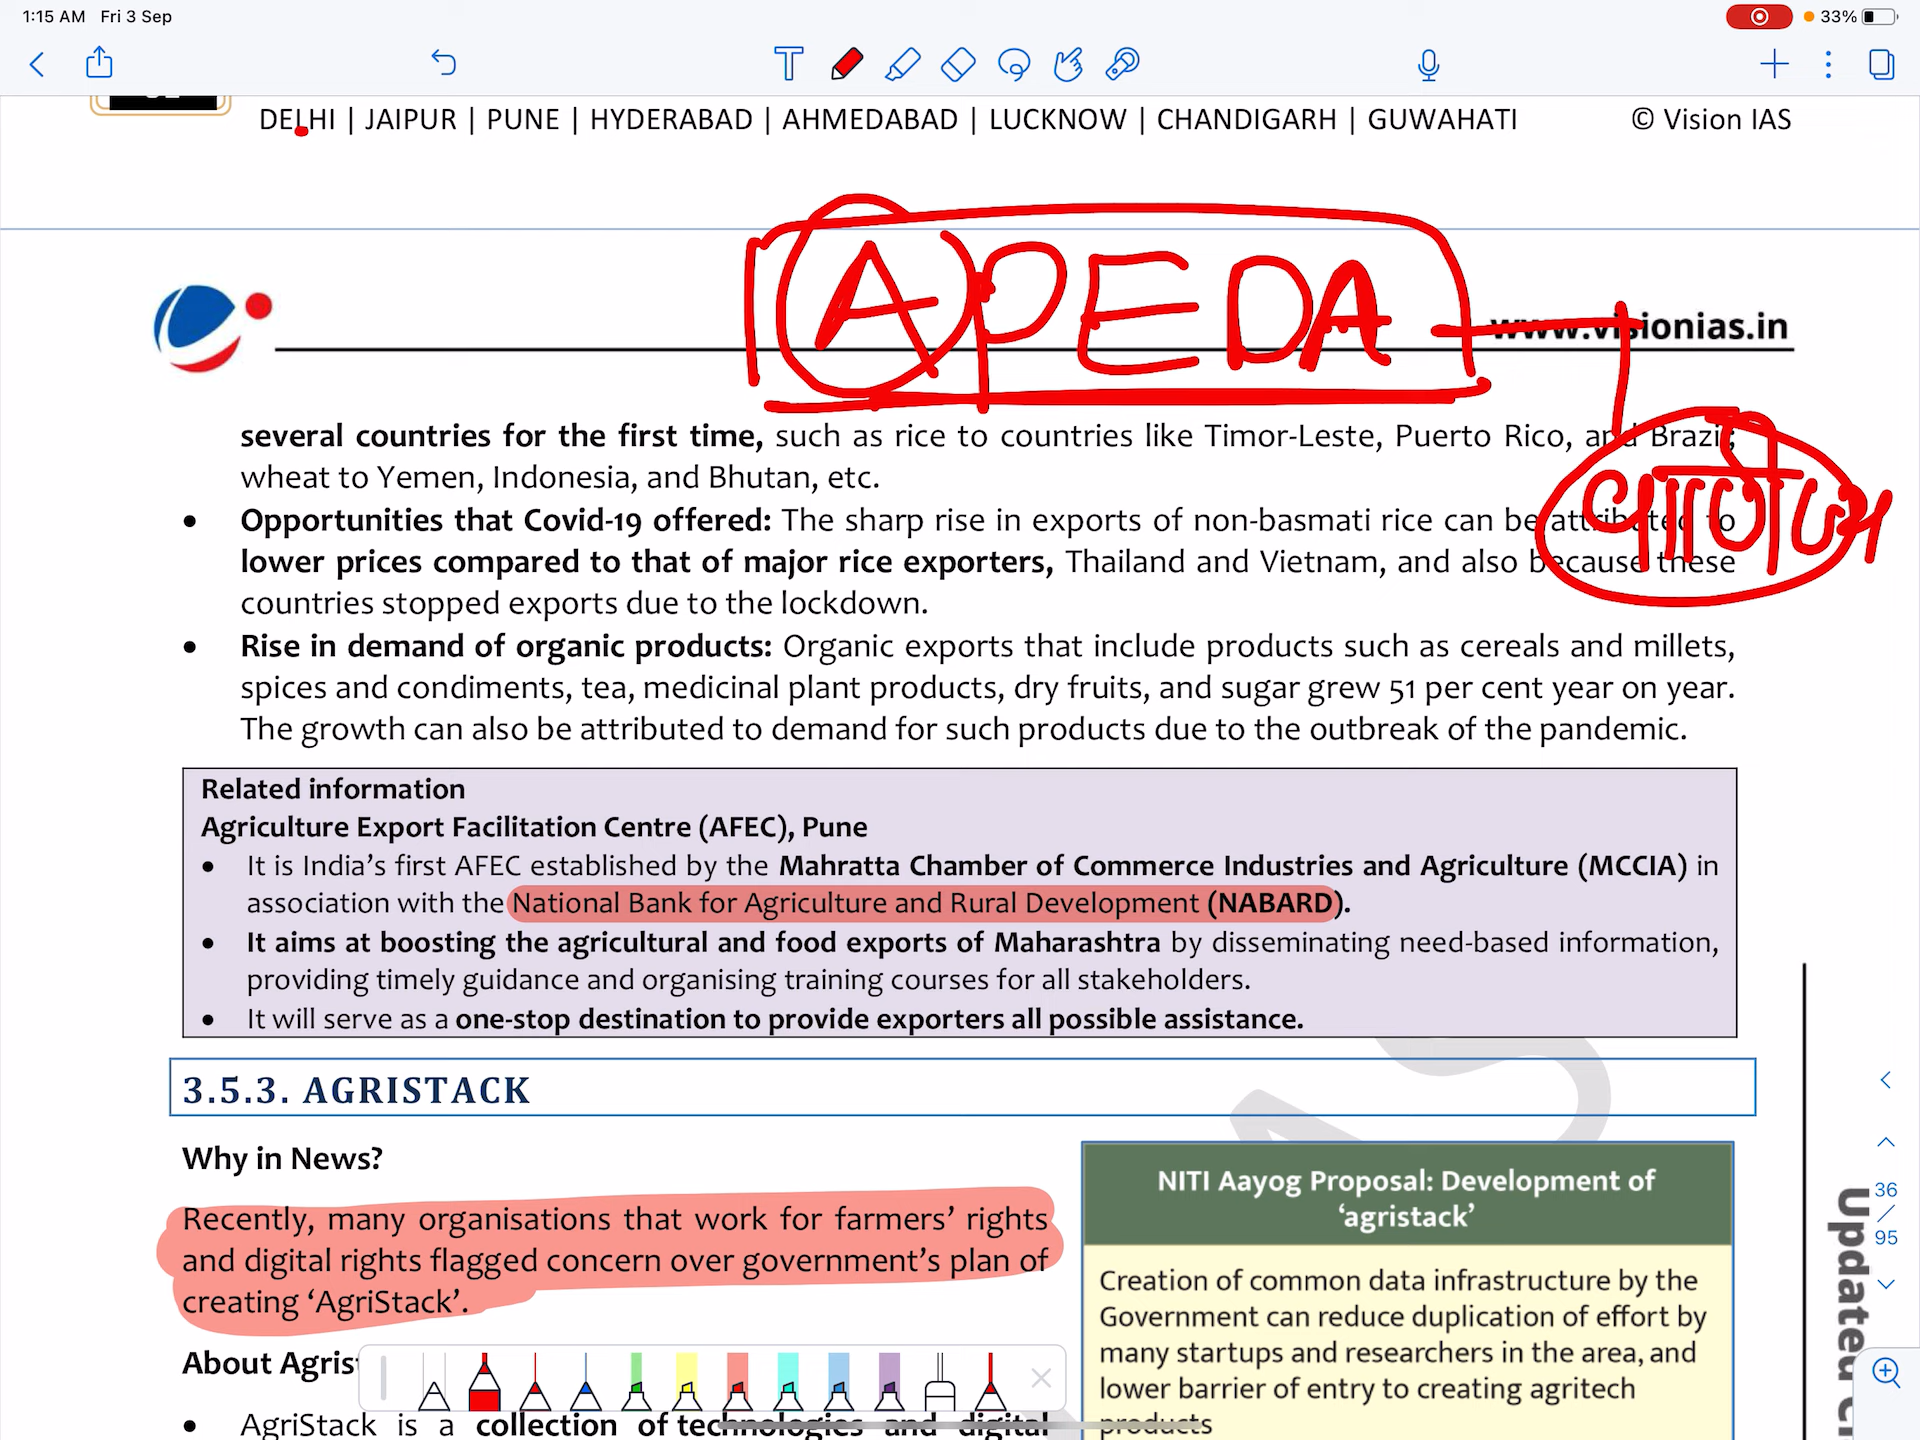 1:15 AM Fri 3 Sep
33%
DELHI | JAIPUR | PUNE | HYDERABAD | AHMEDABAD | LUCKNOW | CHANDIGARH | GUWAHATI © Vision IAS
APEDA
www.visionias.in
several countries for the first time, such as rice to countries like Timor-Leste, Puerto Rico, and Brazil;
wheat to Yemen, Indonesia, and Bhutan, etc.
• Opportunities that Covid-19 offered: The sharp rise in exports of non-basmati rice can be attributed to
lower prices compared to that of major rice exporters, Thailand and Vietnam, and also because these
countries stopped exports due to the lockdown.
• Rise in demand of organic products: Organic exports that include products such as cereals and millets,
spices and condiments, tea, medicinal plant products, dry fruits, and sugar grew 51 per cent year on year.
The growth can also be attributed to demand for such products due to the outbreak of the pandemic.
Related information
Agriculture Export Facilitation Centre (AFEC), Pune
• It is India's first AFEC established by the Mahratta Chamber of Commerce Industries and Agriculture (MCCIA) in
association with the National Bank for Agriculture and Rural Development (NABARD).
• It aims at boosting the agricultural and food exports of Maharashtra by disseminating need-based information,
providing timely guidance and organising training courses for all stakeholders.
• It will serve as a one-stop destination to provide exporters all possible assistance.
3.5.3. AGRISTACK
Why in News?
Recently, many organisations that work for farmers' rights
and digital rights flagged concern over government's plan of
creating 'AgriStack'.
About Agris
• AgriStack is a collection of technologies and digital
NITI Aayog Proposal: Development of
'agristack'
Creation of common data infrastructure by the
Government can reduce duplication of effort by
many startups and researchers in the area, and
lower barrier of entry to creating agritech
products
36
/
95
Updated